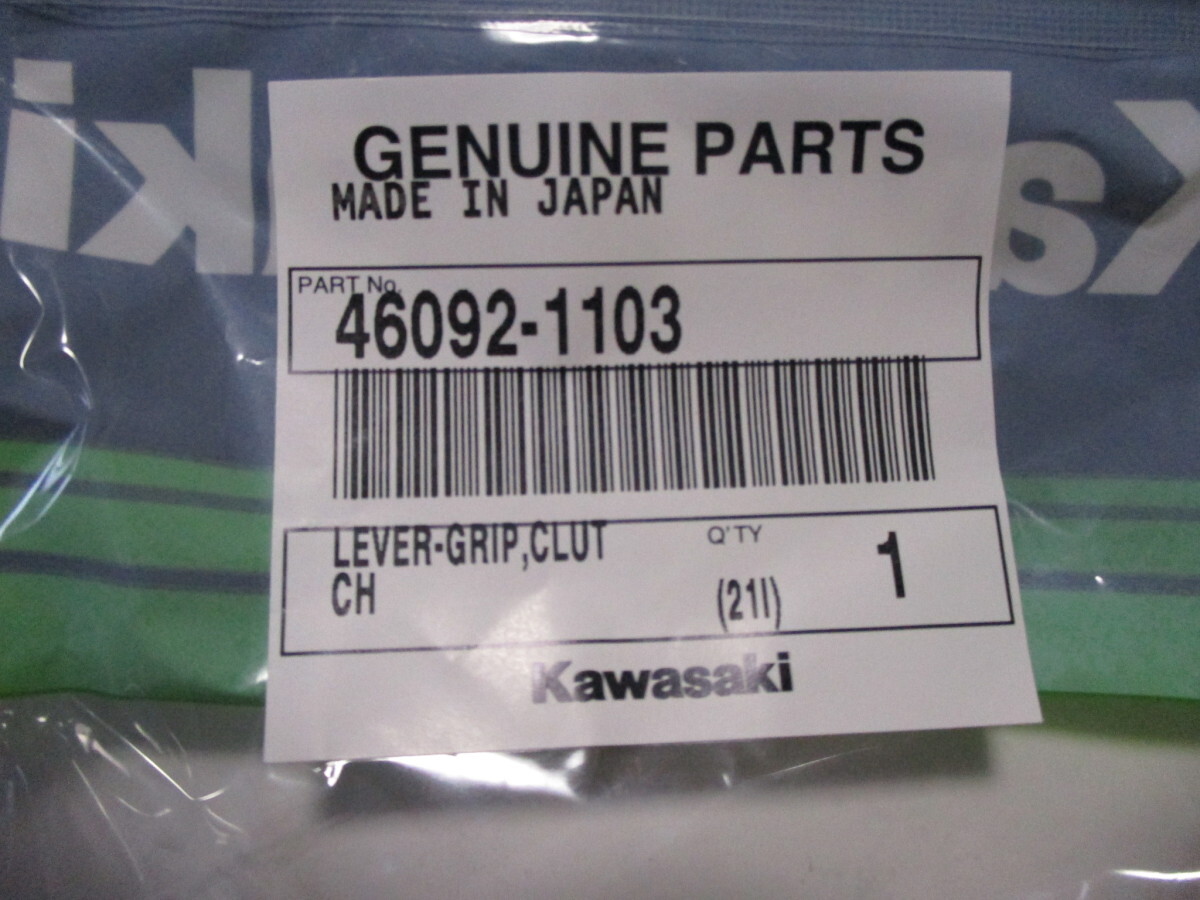 GENUINE PARTS
MADE IN JAPAN
PART No.
46092-1103
LEVER-GRIP,CLUT
CH
Q'TY
(21I)
1
Kawasaki